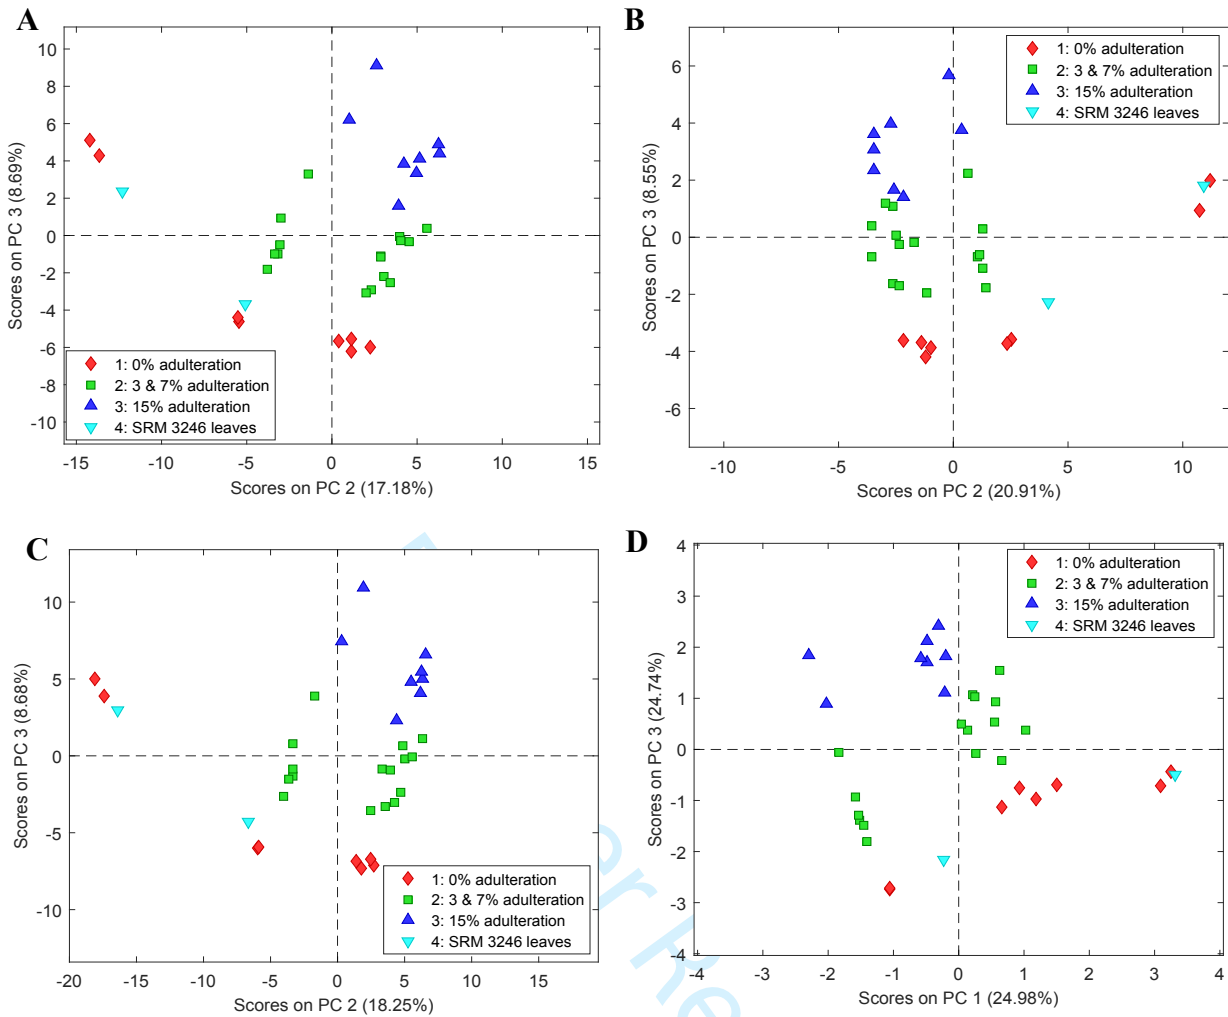 A
Scores on PC 3 (8.69%)
10
8
6
4
2
0
-2
-4
-6
-8
-10
1: 0% adulteration
2: 3 & 7% adulteration
3: 15% adulteration
4: SRM 3246 leaves
-15 -10 -5 0 5 10 15
Scores on PC 2 (17.18%)
B
Scores on PC 3 (8.55%)
6
4
2
0
-2
-4
-6
1: 0% adulteration
2: 3 & 7% adulteration
3: 15% adulteration
4: SRM 3246 leaves
-10 -5 0 5 10
Scores on PC 2 (20.91%)
C
Scores on PC 3 (8.68%)
10
5
0
-5
-10
1: 0% adulteration
2: 3 & 7% adulteration
3: 15% adulteration
4: SRM 3246 leaves
-20 -15 -10 -5 0 5 10 15
Scores on PC 2 (18.25%)
D
Scores on PC 3 (24.74%)
4
3
2
1
0
-1
-2
-3
-4
1: 0% adulteration
2: 3 & 7% adulteration
3: 15% adulteration
4: SRM 3246 leaves
-4 -3 -2 -1 0 1 2 3 4
Scores on PC 1 (24.98%)
er Re